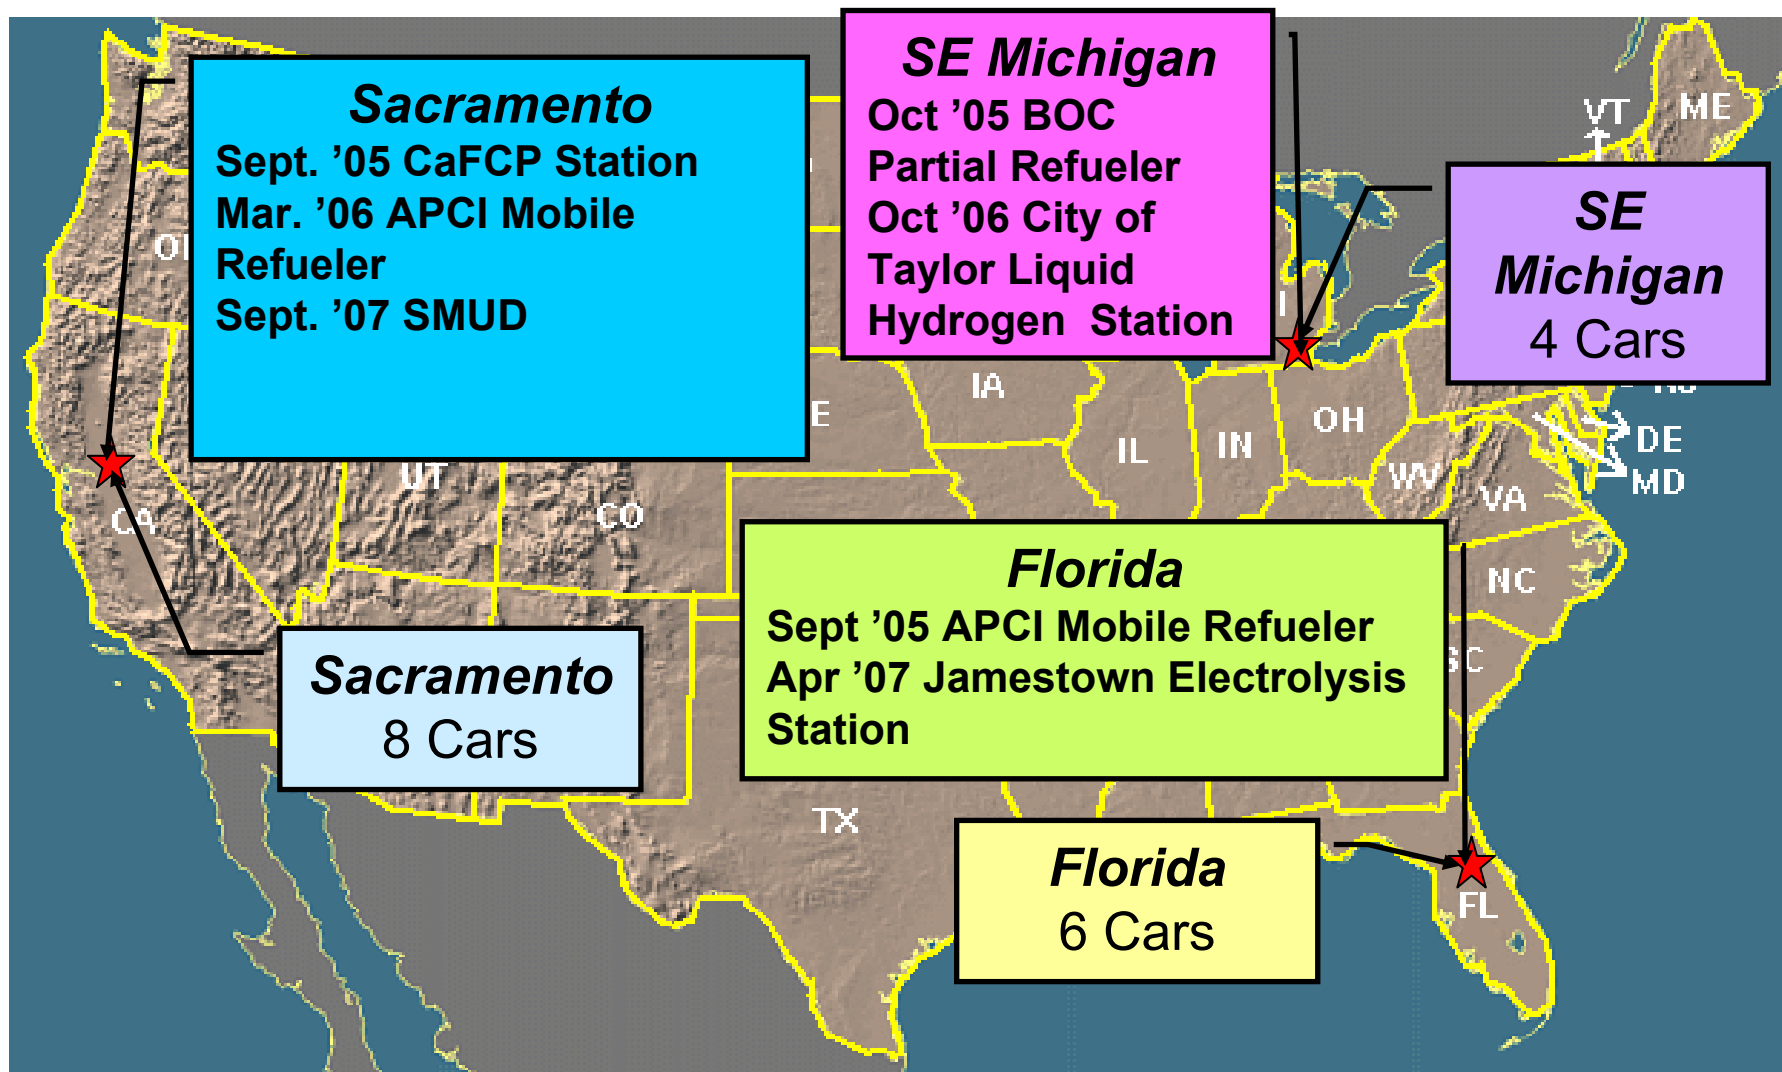 SE Michigan
Oct ’05 BOC
Partial Refueler
Oct ’06 City of
Taylor Liquid
Hydrogen Station
Sacramento
Sept. ’05 CaFCP Station
Mar. ’06 APCI Mobile
Refueler
Sept. ’07 SMUD
VT
ME
SE
Michigan
4 Cars
IA
IL
IN
OH
WV
VA
DE
MD
UT
CO
CA
NC
Florida
Sept ’05 APCI Mobile Refueler
Apr ’07 Jamestown Electrolysis
Station
Sacramento
8 Cars
TX
Florida
6 Cars
FL